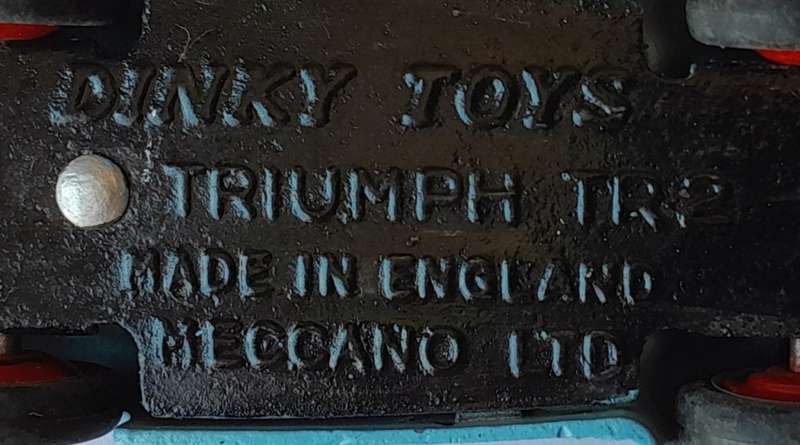 DINKY TOYS
TRIUMPH TR2
MADE IN ENGLAND
MECCANO LTD